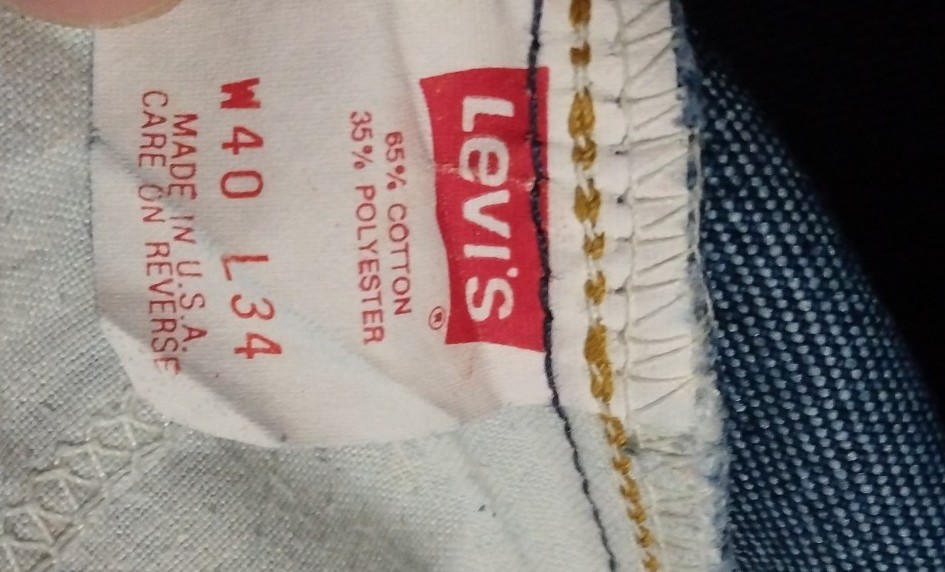 Levi's
®
65% COTTON
35% POLYESTER
W40 L34
MADE IN U.S.A.
CARE ON REVERSE